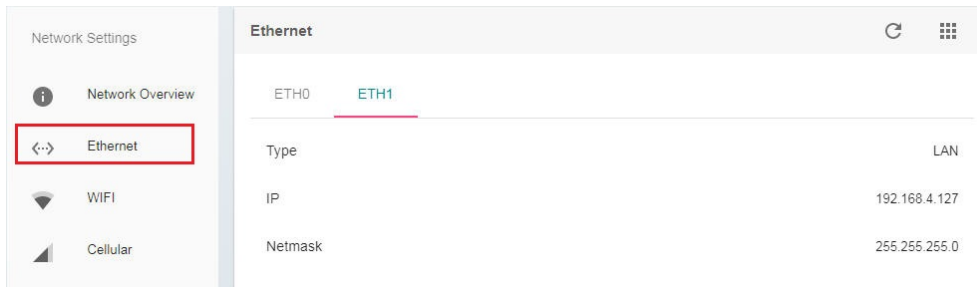 Network Settings
Network Overview
Ethernet
WIFI
Cellular
Ethernet
ETH0 ETH1
Type LAN
IP 192.168.4.127
Netmask 255.255.255.0